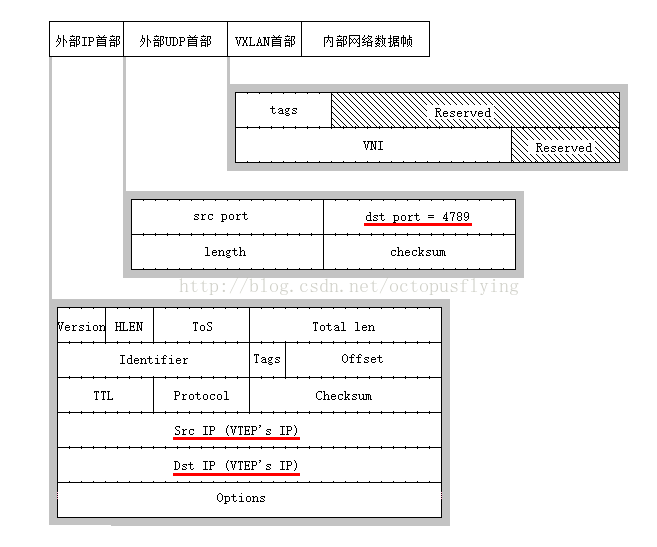 外部IP首部 外部UDP首部 VXLAN首部 内部网络数据帧
tags Reserved
VNI Reserved
src port dst port = 4789
length checksum
http://blog.csdn.net/octopusflying
Version HLEN ToS Total len
Identifier Tags Offset
TTL Protocol Checksum
Src IP (VTEP's IP)
Dst IP (VTEP's IP)
Options